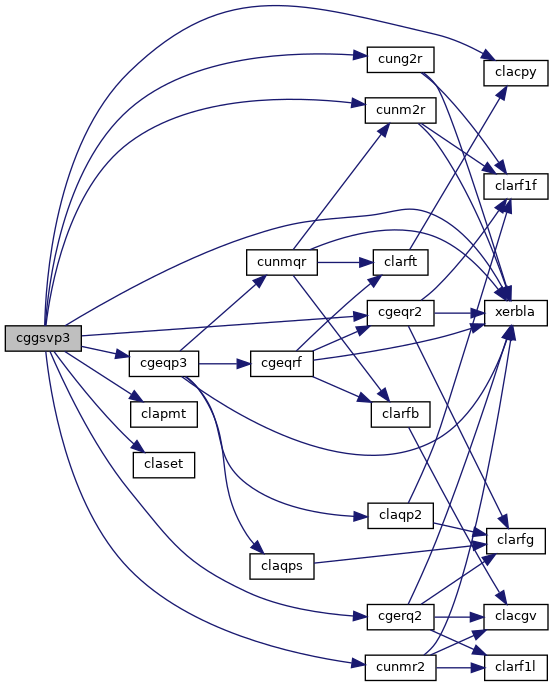 cung2r
clacpy
cunm2r
clarf1f
cunmqr
clarft
cgeqr2
xerbla
cggsvp3
cgeqp3
cgeqrf
clapmt
clarfb
claset
claqp2
clarfg
claqps
cgerq2
clacgv
cunmr2
clarf1l